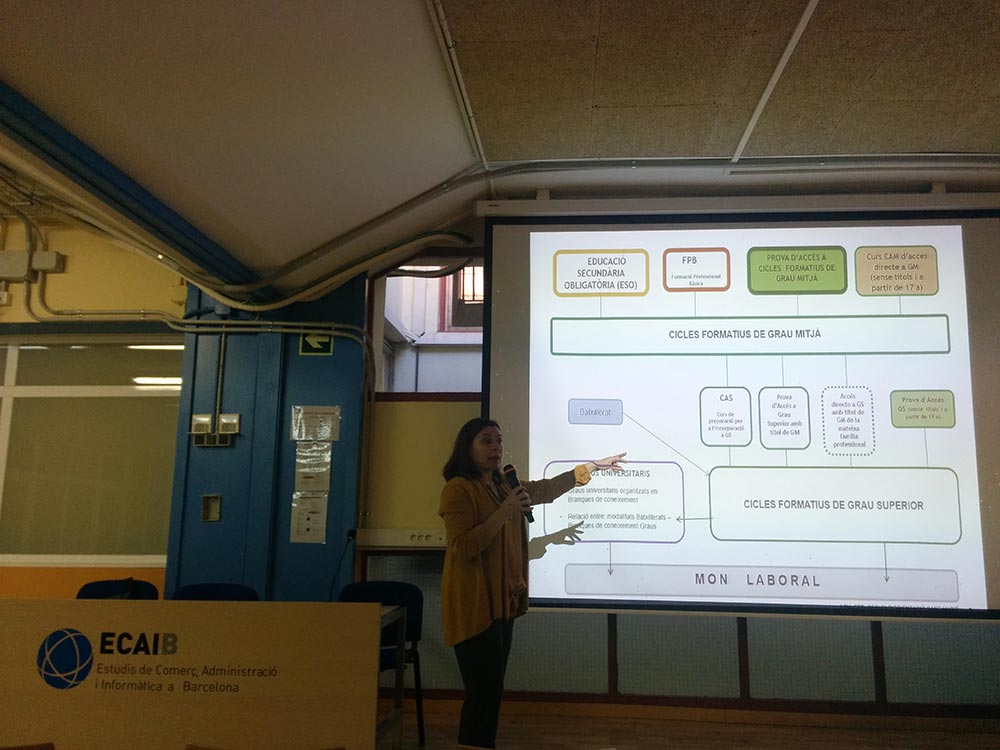 EDUCACIÓ
SECUNDÀRIA
OBLIGATÒRIA (ESO)
FPB
Formació Professional
Bàsica
PROVA D'ACCÉS A
CICLES FORMATIUS DE
GRAU MITJÀ
Curs CAM d'acces
directe a GM
(sense títols i a
partir de 17 a)
CICLES FORMATIUS DE GRAU MITJÀ
Batxillerat
CAS
Curs de
preparació per
a l'incorporació
a GS
Prova
d'Accés a
Grau
Superior amb
títol de GM
Accés
directe a GS
amb títol de
GM de la
mateixa
família
professional
Prova d'Accés
GS (sense títols i a
partir de 19 a)
UNIVERSITARIS
Graus universitaris organitzats en
Branques de coneixement
Relació entre: modalitats Batxillerats –
Branques de coneixement Graus
CICLES FORMATIUS DE GRAU SUPERIOR
MON LABORAL
ECAIB
Estudis de Comerç, Administració
i Informàtica a Barcelona